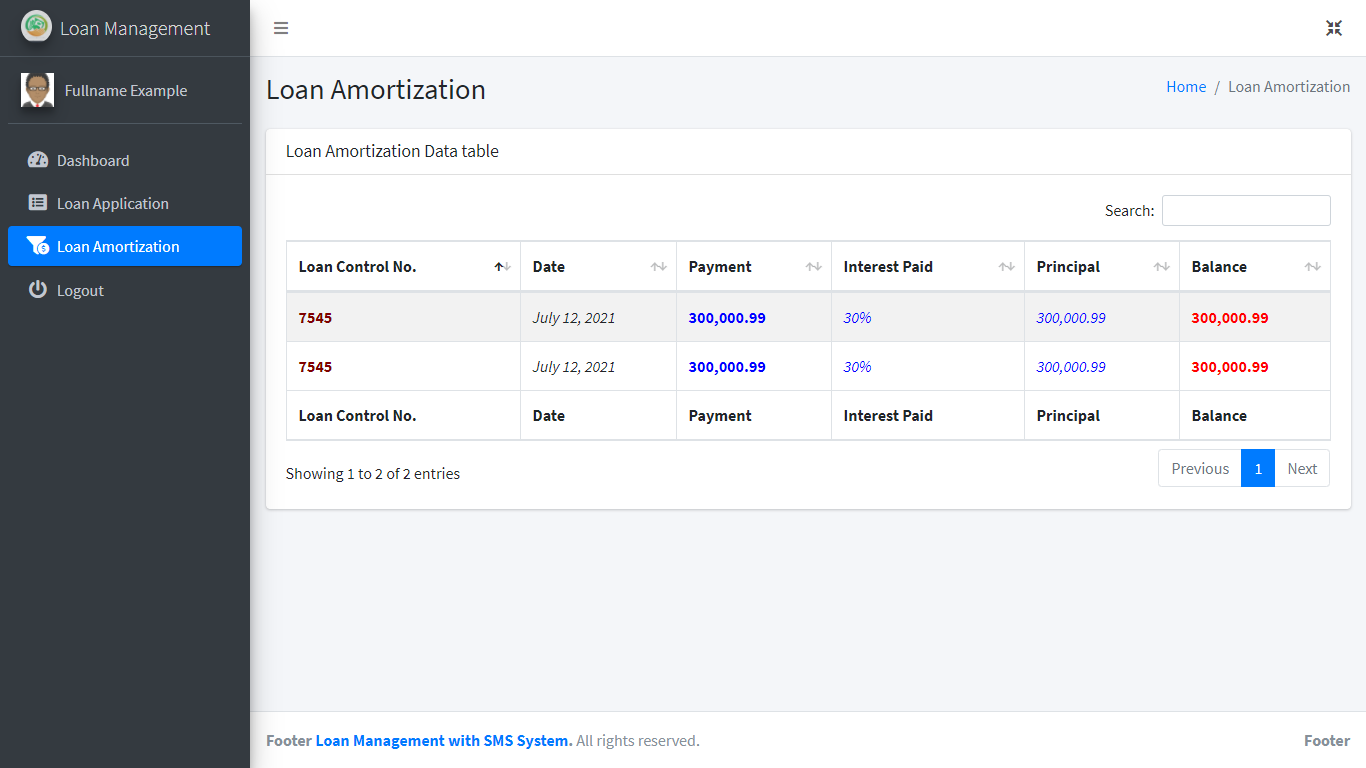 Loan Management
Fullname Example
Dashboard
Loan Application
Loan Amortization
Logout
Loan Amortization
Home / Loan Amortization
Loan Amortization Data table
Search:
Loan Control No. Date Payment Interest Paid Principal Balance
7545 July 12, 2021 300,000.99 30% 300,000.99 300,000.99
7545 July 12, 2021 300,000.99 30% 300,000.99 300,000.99
Loan Control No. Date Payment Interest Paid Principal Balance
Showing 1 to 2 of 2 entries
Previous 1 Next
Footer Loan Management with SMS System. All rights reserved.
Footer